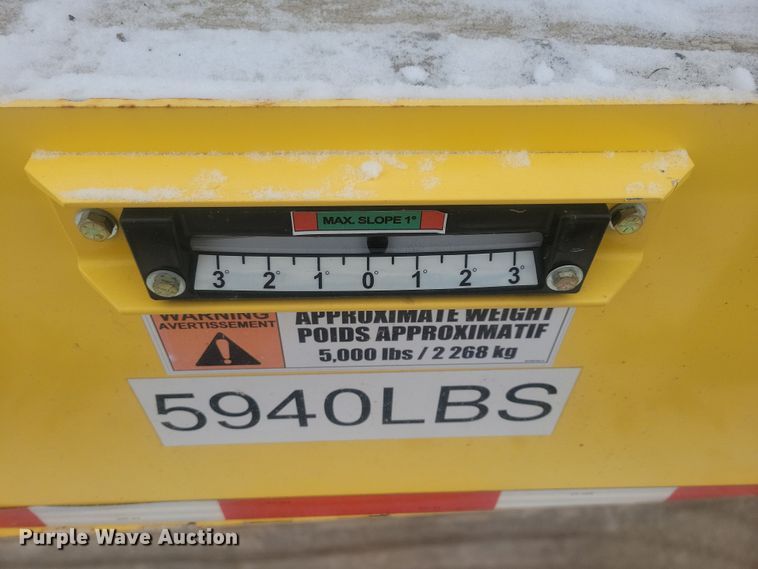 MAX. SLOPE 1°
3° 2° 1° 0° 1° 2° 3°
WARNING
AVERTISSEMENT
APPROXIMATE WEIGHT
POIDS APPROXIMATIF
5,000 lbs / 2 268 kg
5940LBS
Purple Wave Auction